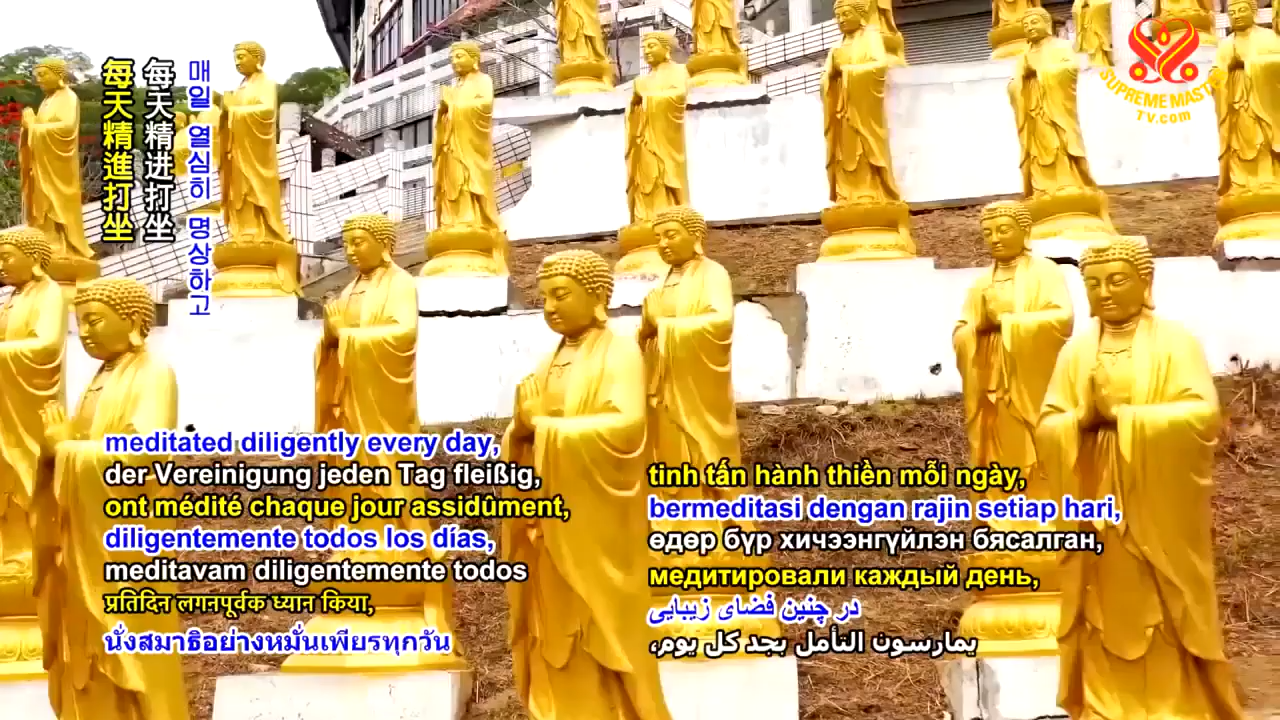 每天精進打坐
每天精进打坐
매일 열심히 명상하고
SUPREME MASTER
TV.com
meditated diligently every day,
der Vereinigung jeden Tag fleißig,
ont médité chaque jour assidûment,
diligentemente todos los días,
meditavam diligentemente todos
प्रतिदिन लगनपूर्वक ध्यान किया,
นั่งสมาธิอย่างหมั่นเพียรทุกวัน
tinh tấn hành thiền mỗi ngày,
bermeditasi dengan rajin setiap hari,
өдөр бүр хичээнгүйлэн бясалган,
медитировали каждый день,
در چنین فضای زیبایی
يمارسون التأمل بجد كل يوم،